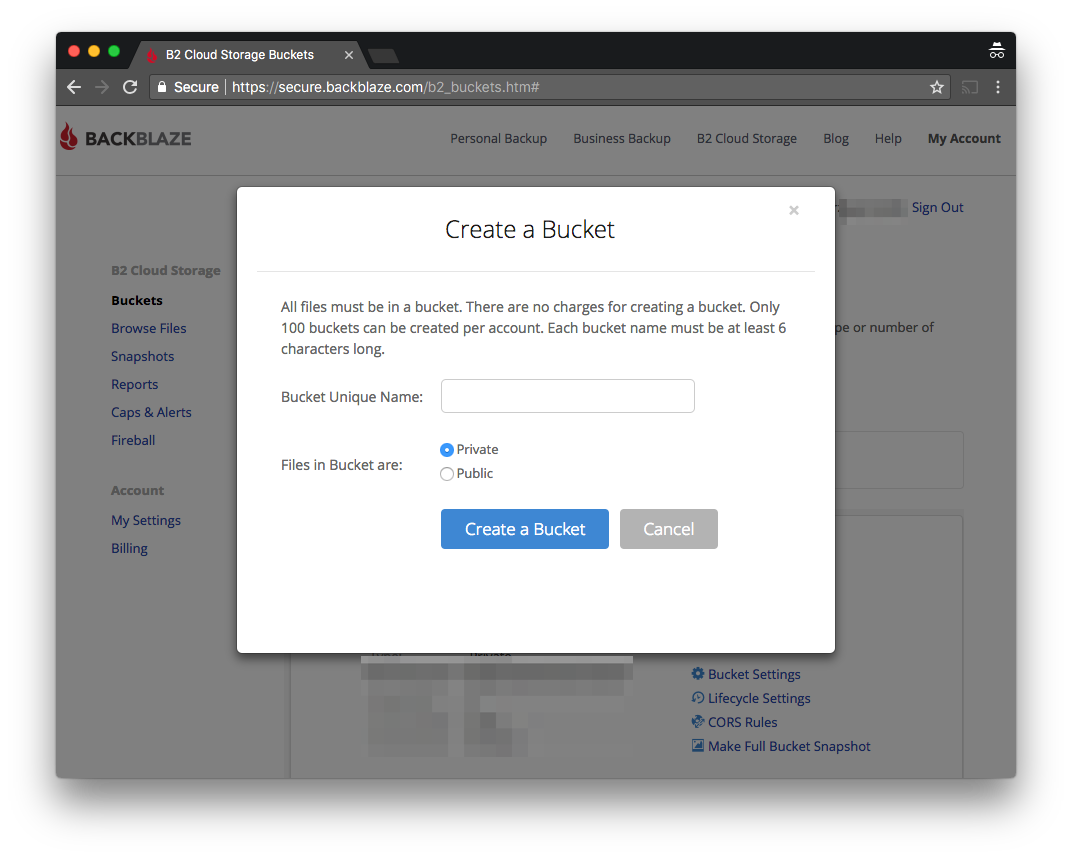 B2 Cloud Storage Buckets
Secure https://secure.backblaze.com/b2_buckets.htm#
BACKBLAZE
Personal Backup Business Backup B2 Cloud Storage Blog Help My Account
Sign Out
B2 Cloud Storage
Buckets
Browse Files
Snapshots
Reports
Caps & Alerts
Fireball
Account
My Settings
Billing
Create a Bucket
All files must be in a bucket. There are no charges for creating a bucket. Only
100 buckets can be created per account. Each bucket name must be at least 6
characters long.
Bucket Unique Name:
Files in Bucket are:
Private
Public
Create a Bucket Cancel
or number of
Bucket Settings
Lifecycle Settings
CORS Rules
Make Full Bucket Snapshot